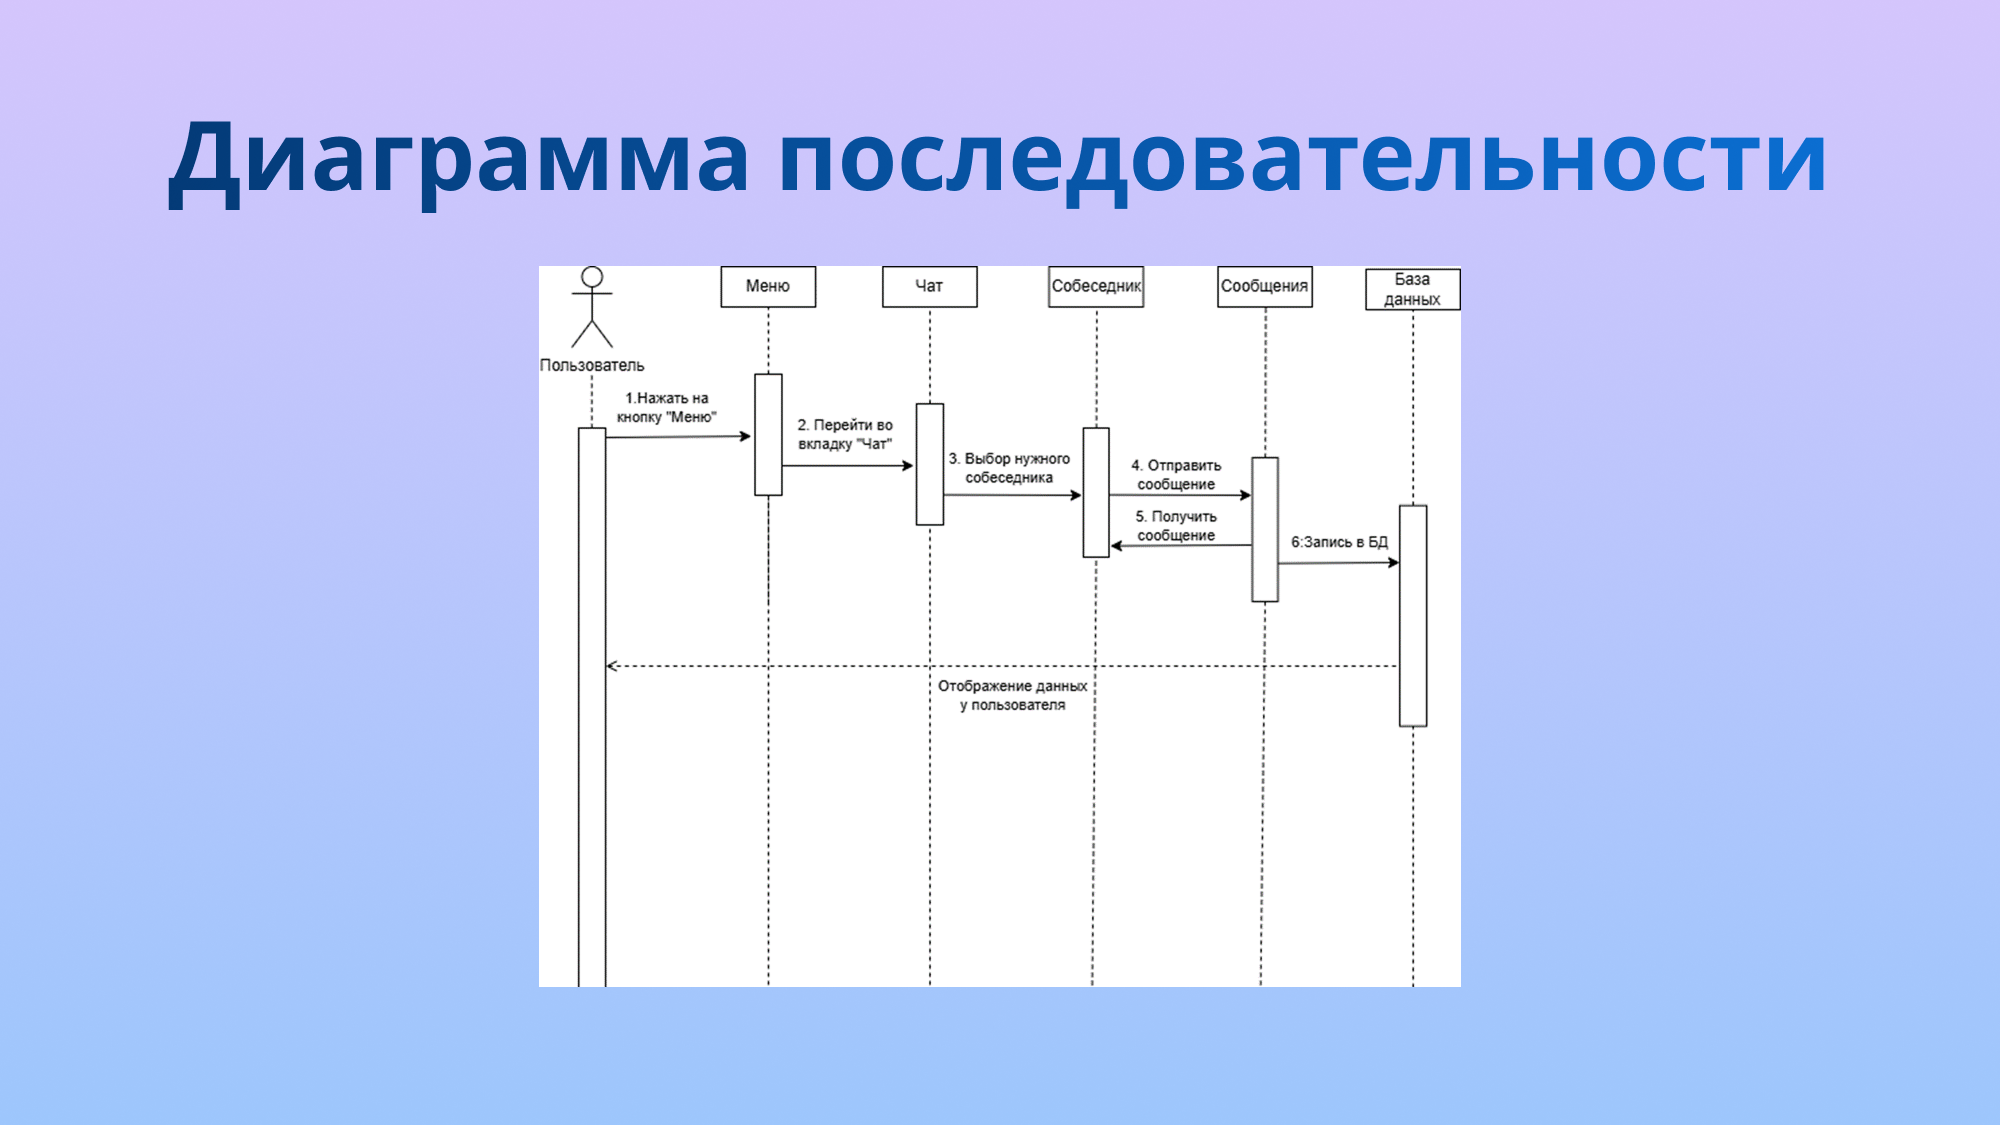 Диаграмма последовательности
Меню
Чат
Собеседник
Сообщения
База
данных
Пользователь
1.Нажать на
кнопку "Меню"
2. Перейти во
вкладку "Чат"
3. Выбор нужного
собеседника
4. Отправить
сообщение
5. Получить
сообщение
6:Запись в БД
Отображение данных
у пользователя